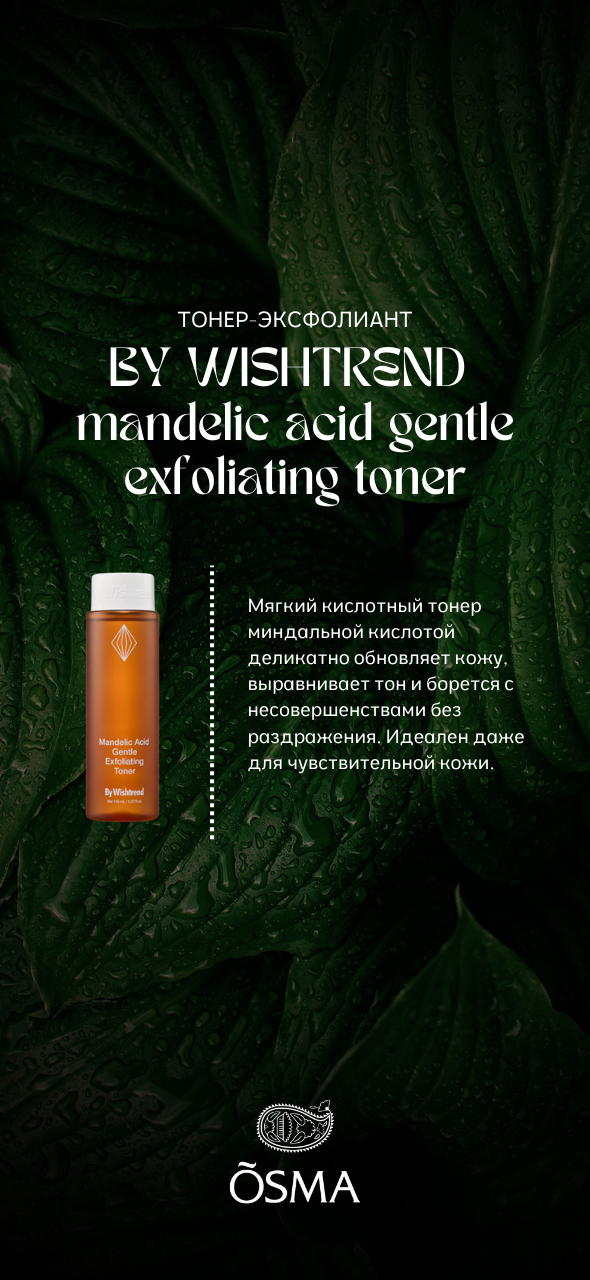 ТОНЕР-ЭКСФОЛИАНТ
BY WISHTREND
mandelic acid gentle
exfoliating toner
Мягкий кислотный тонер
миндальной кислотой
деликатно обновляет кожу,
выравнивает тон и борется с
несовершенствами без
раздражения. Идеален даже
для чувствительной кожи.
Mandelic Acid
Gentle
Exfoliating
Toner
By Wishtrend
ÕSMA